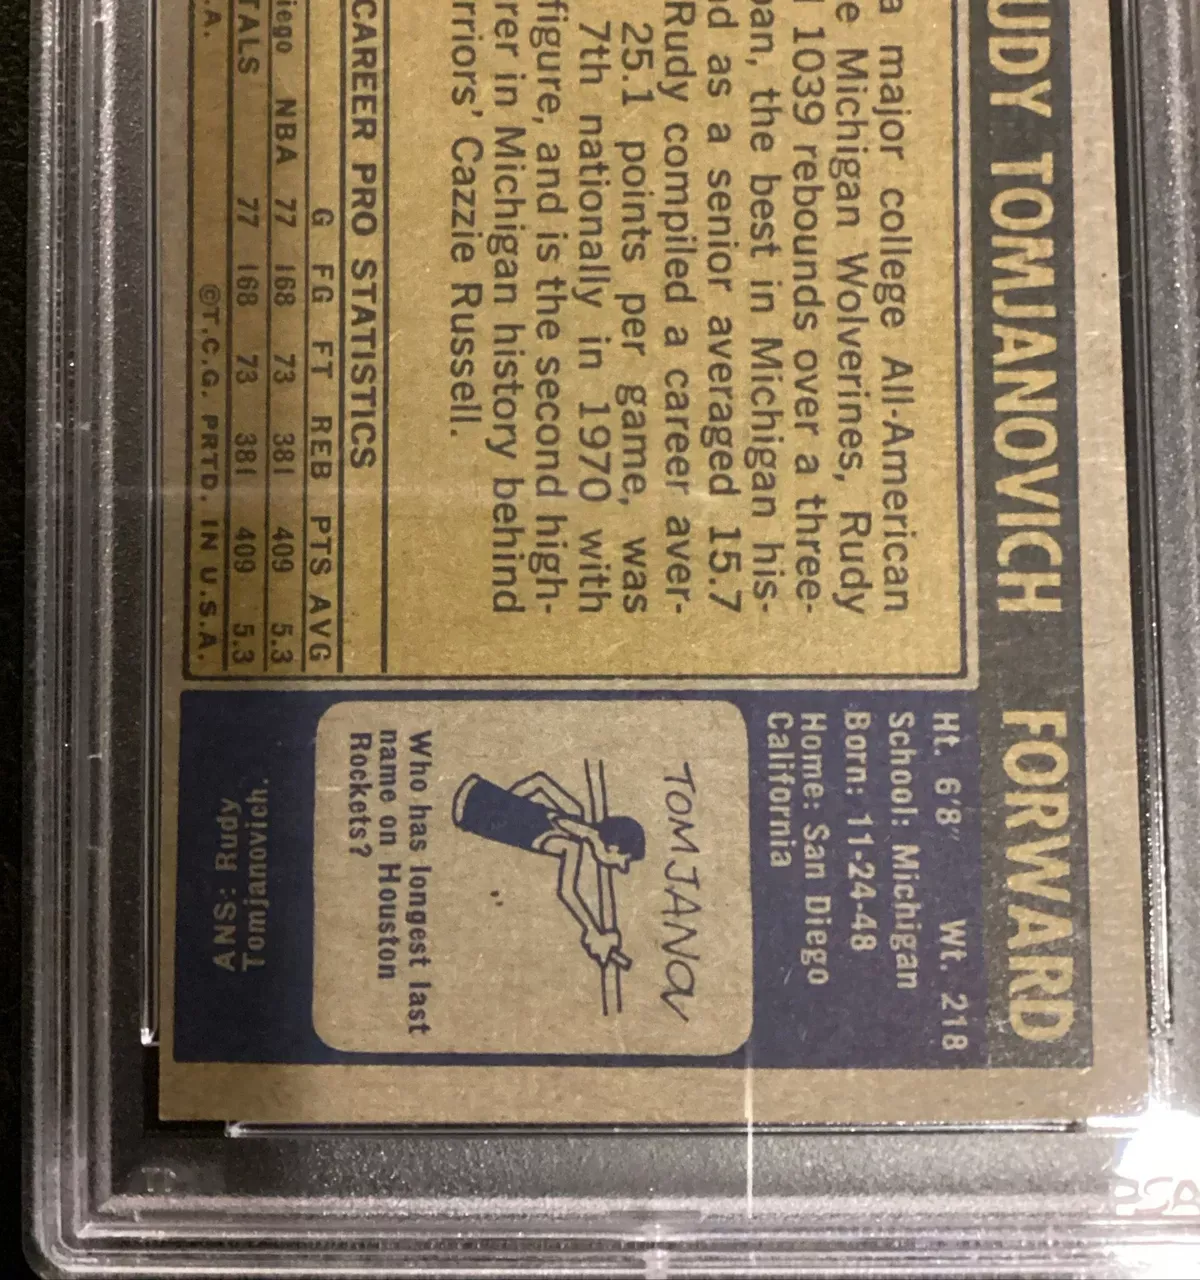 UDY TOMJANOVICH FORWARD
a major college All-American
e Michigan Wolverines, Rudy
1039 rebounds over a three-
the best in Michigan his-
as a senior averaged 15.7
Rudy compiled a career aver-
25.1 points per game, was
7th nationally in 1970 with
figure, and is the second high-
rer in Michigan history behind
rriors' Cazzie Russell.
CAREER PRO STATISTICS
G FG FT REB PTS AVG
iego NBA 77 168 73 381 409 5.3
TALS 77 168 73 381 409 5.3
.A. ©T.C.G. PRTD. IN U.S.A.
Ht. 6'8" Wt. 218
School: Michigan
Born: 11-24-48
Home: San Diego
California
TOMJANOV
Who has longest last
name on Houston
Rockets?
ANS: Rudy
Tomjanovich.
PSA